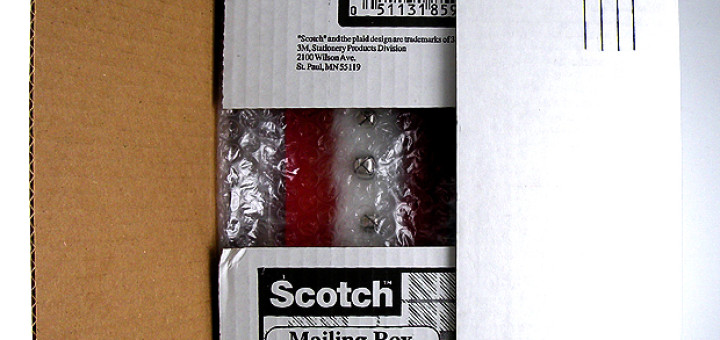 0 51131 859
"Scotch" and the plaid design are trademarks of 3
3M, Stationery Products Division
2100 Wilson Ave.
St. Paul, MN 55119
Scotch™
Mailing Box